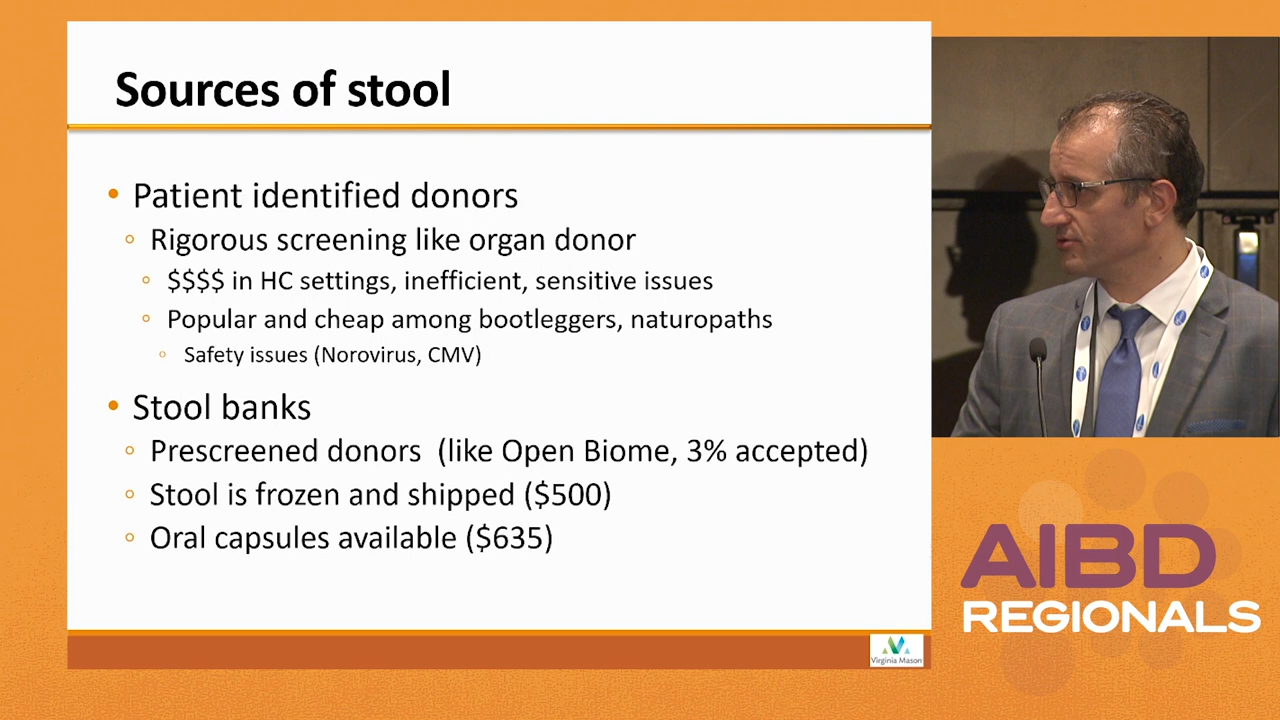 Sources of stool
• Patient identified donors
◦ Rigorous screening like organ donor
◦ $$$$ in HC settings, inefficient, sensitive issues
◦ Popular and cheap among bootleggers, naturopaths
◦ Safety issues (Norovirus, CMV)
• Stool banks
◦ Prescreened donors (like Open Biome, 3% accepted)
◦ Stool is frozen and shipped ($500)
◦ Oral capsules available ($635)
Virginia Mason
AIBD
REGIONALS